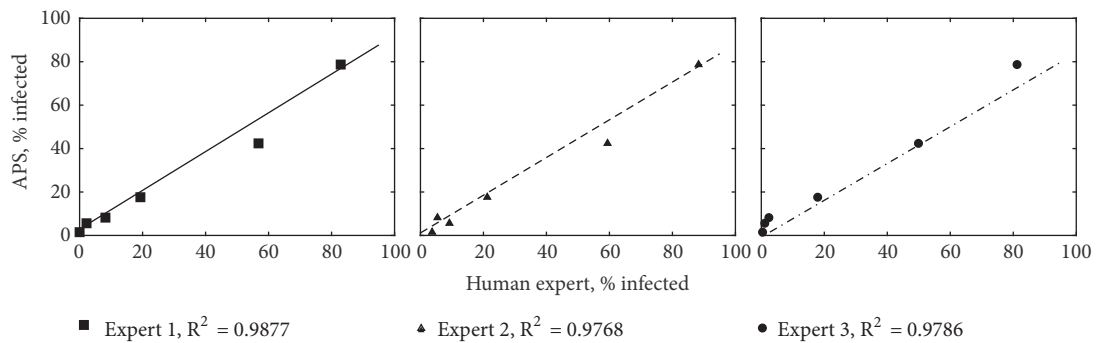 APS, % infected
100
80
60
40
20
0
0 20 40 60 80 100 0 20 40 60 80 100 0 20 40 60 80 100
Human expert, % infected
Expert 1, R² = 0.9877
Expert 2, R² = 0.9768
Expert 3, R² = 0.9786